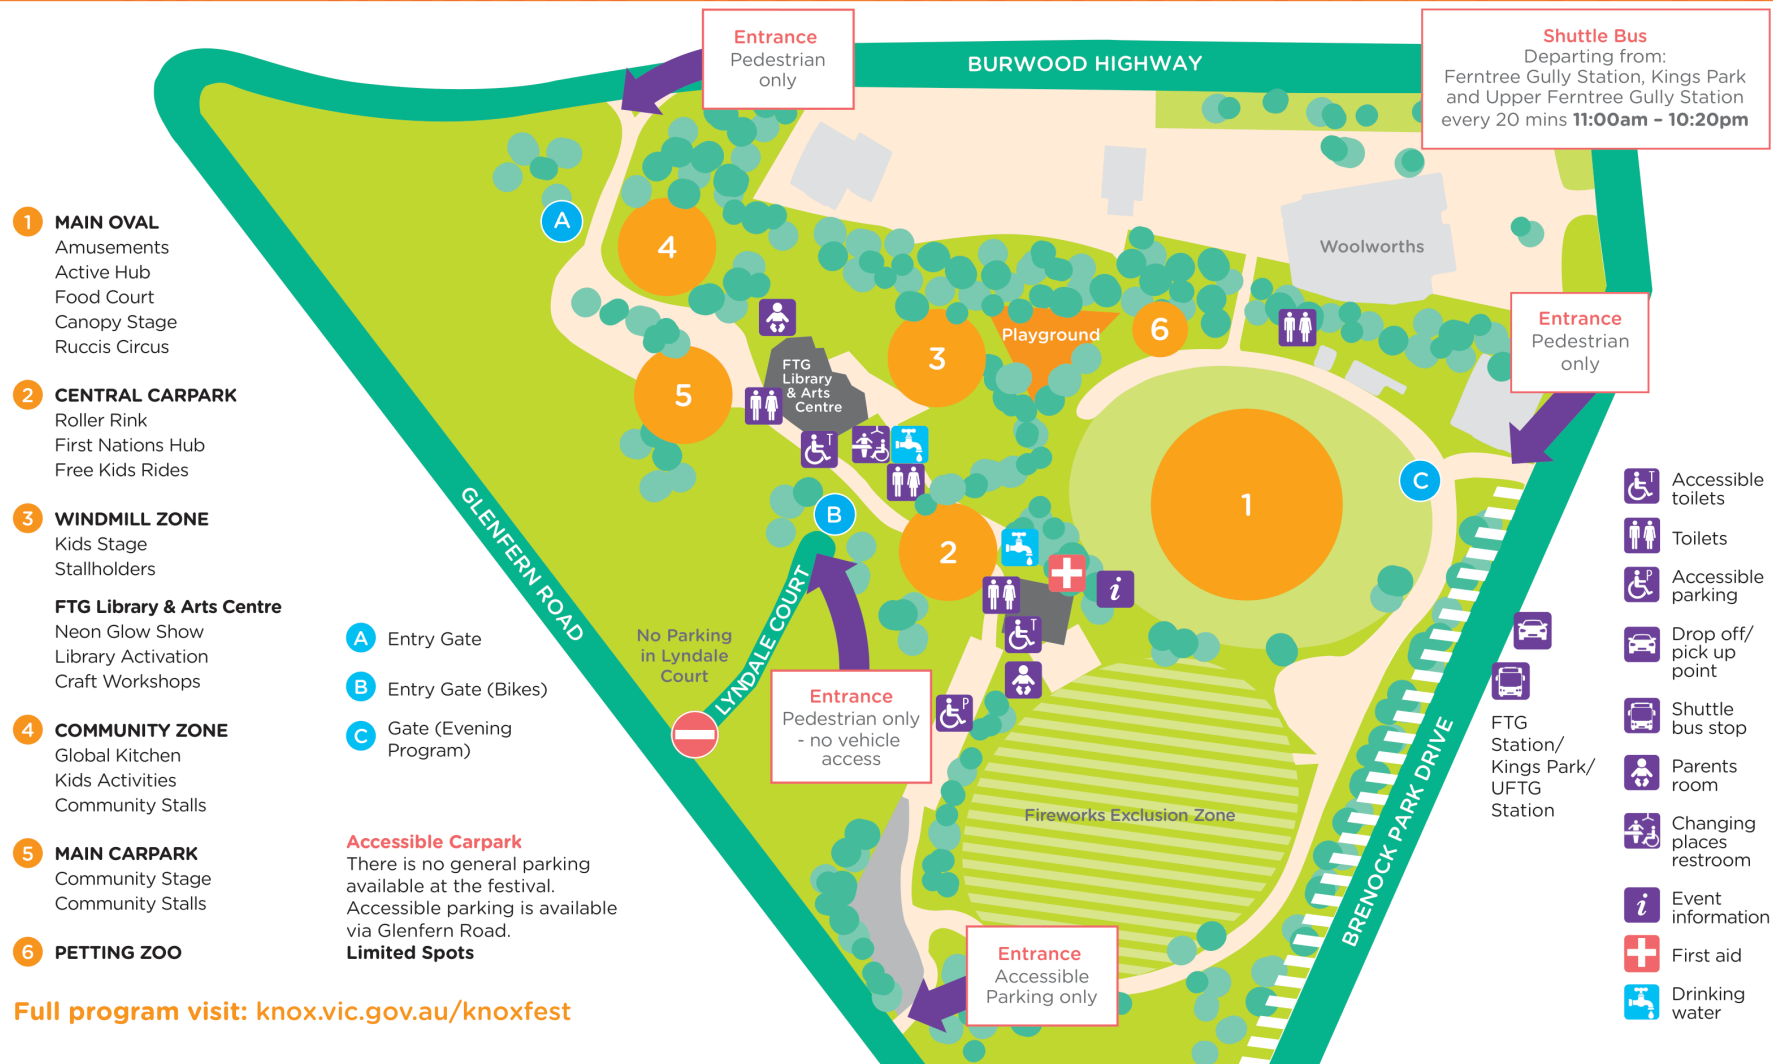 Entrance
Pedestrian
only
BURWOOD HIGHWAY
Shuttle Bus
Departing from:
Ferntree Gully Station, Kings Park
and Upper Ferntree Gully Station
every 20 mins 11:00am – 10:20pm
1 MAIN OVAL
Amusements
Active Hub
Food Court
Canopy Stage
Ruccis Circus
2 CENTRAL CARPARK
Roller Rink
First Nations Hub
Free Kids Rides
3 WINDMILL ZONE
Kids Stage
Stallholders
FTG Library & Arts Centre
Neon Glow Show
Library Activation
Craft Workshops
4 COMMUNITY ZONE
Global Kitchen
Kids Activities
Community Stalls
5 MAIN CARPARK
Community Stage
Community Stalls
6 PETTING ZOO
Full program visit: knox.vic.gov.au/knoxfest
A Entry Gate
B Entry Gate (Bikes)
C Gate (Evening
Program)
Accessible Carpark
There is no general parking
available at the festival.
Accessible parking is available
via Glenfern Road.
Limited Spots
A
4
Woolworths
Playground
6
3
5
FTG
Library
& Arts
Centre
T
B
2
1
C
i
T
P
Entrance
Pedestrian
only
GLENFERN ROAD
No Parking
in Lyndale
Court
LYNDALE COURT
Entrance
Pedestrian only
- no vehicle
access
Fireworks Exclusion Zone
Entrance
Accessible
Parking only
BRENOCK PARK DRIVE
FTG
Station/
Kings Park/
UFTG
Station
T
Accessible
toilets
Toilets
P
Accessible
parking
Drop off/
pick up
point
Shuttle
bus stop
Parents
room
Changing
places
restroom
i
Event
information
First aid
Drinking
water